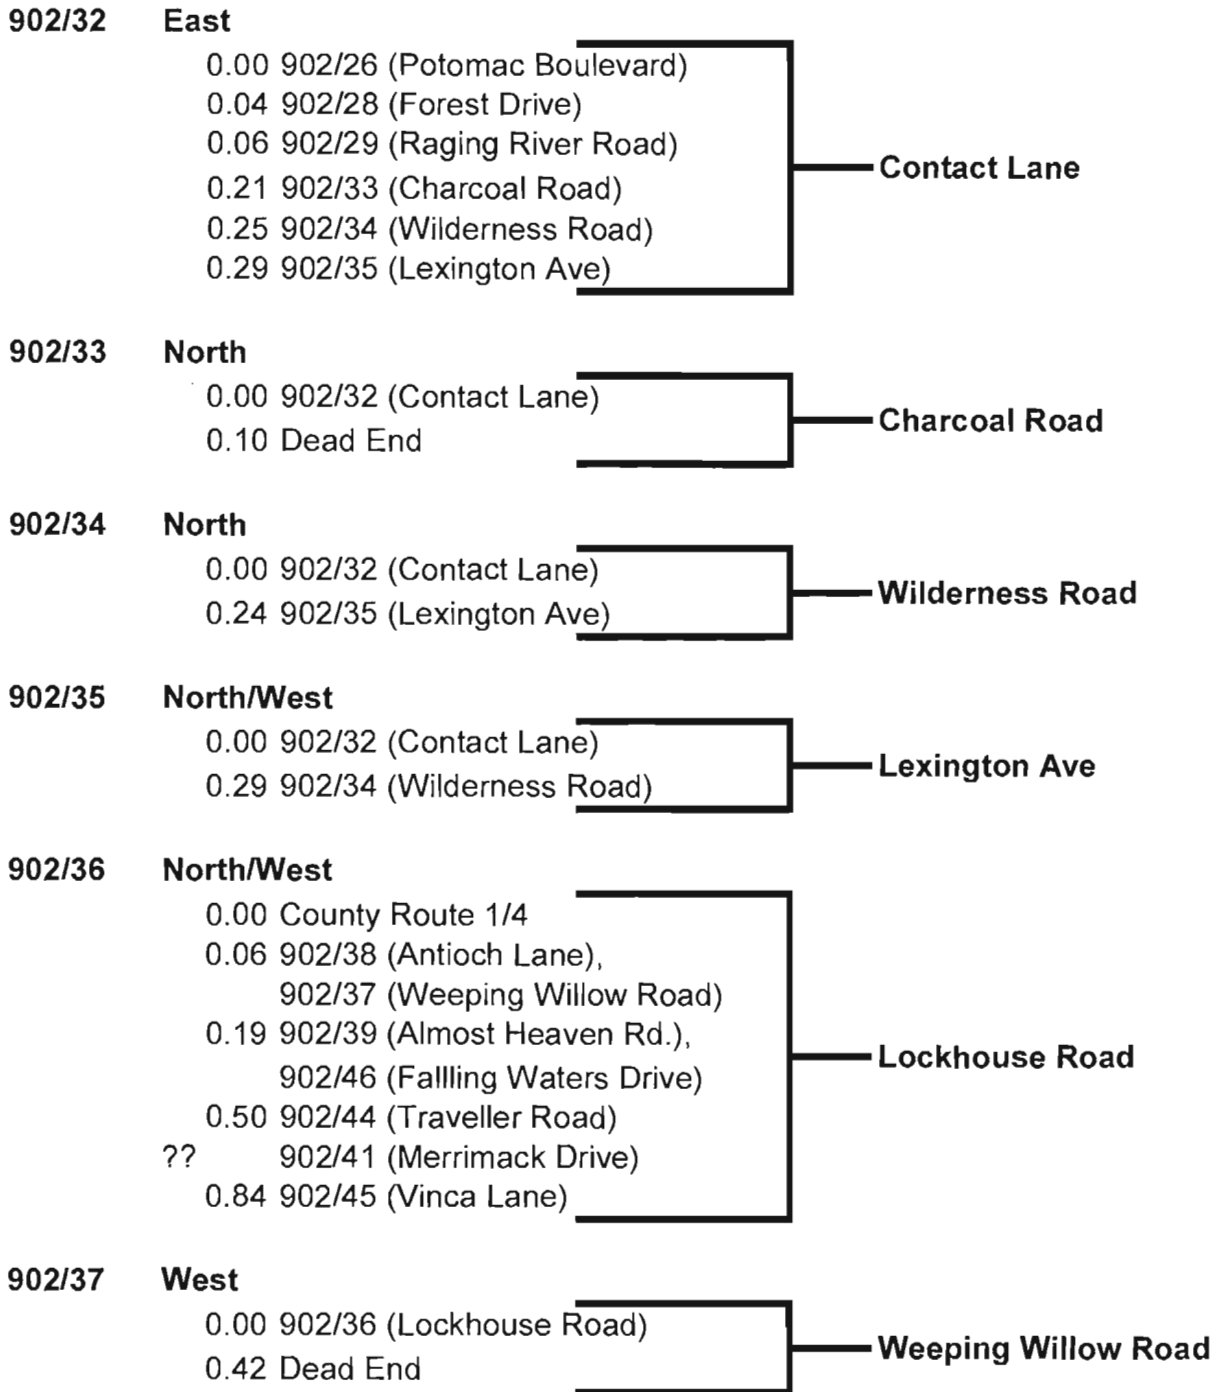 902/32 East
0.00 902/26 (Potomac Boulevard)
0.04 902/28 (Forest Drive)
0.06 902/29 (Raging River Road)
Contact Lane
0.21 902/33 (Charcoal Road)
0.25 902/34 (Wilderness Road)
0.29 902/35 (Lexington Ave)
902/33 North
0.00 902/32 (Contact Lane)
Charcoal Road
0.10 Dead End
902/34 North
0.00 902/32 (Contact Lane)
Wilderness Road
0.24 902/35 (Lexington Ave)
902/35 North/West
0.00 902/32 (Contact Lane)
Lexington Ave
0.29 902/34 (Wilderness Road)
902/36 North/West
0.00 County Route 1/4
0.06 902/38 (Antioch Lane),
902/37 (Weeping Willow Road)
0.19 902/39 (Almost Heaven Rd.),
Lockhouse Road
902/46 (Fallling Waters Drive)
0.50 902/44 (Traveller Road)
?? 902/41 (Merrimack Drive)
0.84 902/45 (Vinca Lane)
902/37 West
0.00 902/36 (Lockhouse Road)
Weeping Willow Road
0.42 Dead End